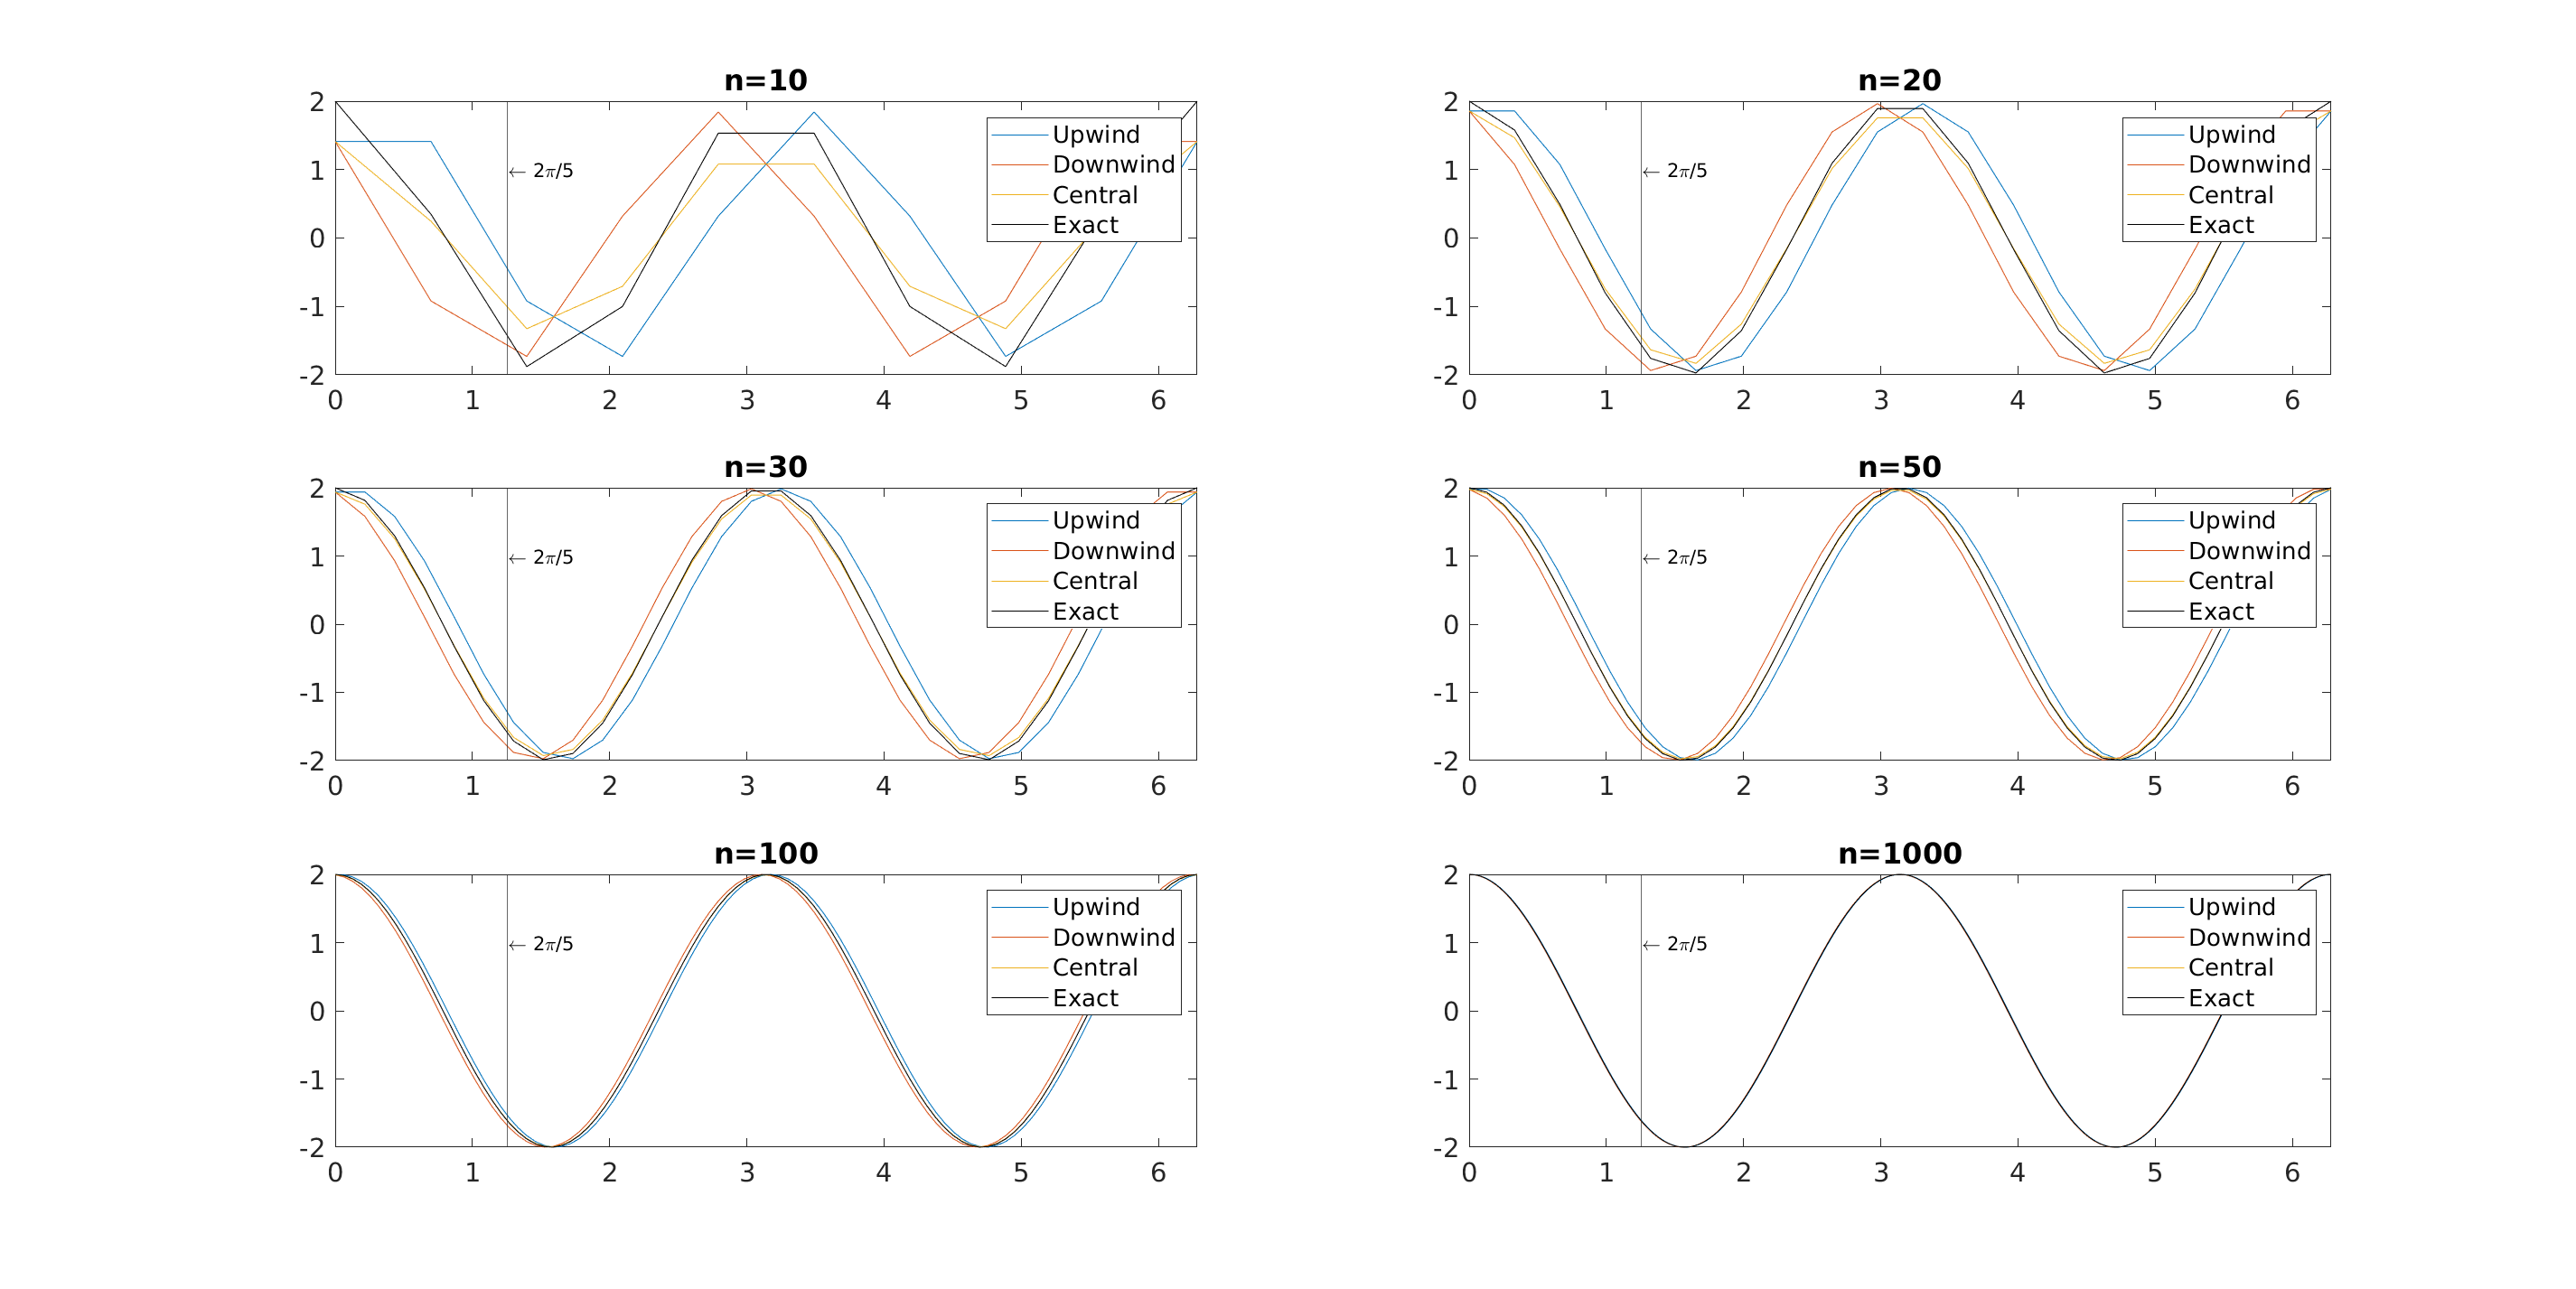 n=10
2
1
0
-1
-2
0 1 2 3 4 5 6
← 2π/5
Upwind
Downwind
Central
Exact
n=20
2
1
0
-1
-2
0 1 2 3 4 5 6
← 2π/5
Upwind
Downwind
Central
Exact
n=30
2
1
0
-1
-2
0 1 2 3 4 5 6
← 2π/5
Upwind
Downwind
Central
Exact
n=50
2
1
0
-1
-2
0 1 2 3 4 5 6
← 2π/5
Upwind
Downwind
Central
Exact
n=100
2
1
0
-1
-2
0 1 2 3 4 5 6
← 2π/5
Upwind
Downwind
Central
Exact
n=1000
2
1
0
-1
-2
0 1 2 3 4 5 6
← 2π/5
Upwind
Downwind
Central
Exact